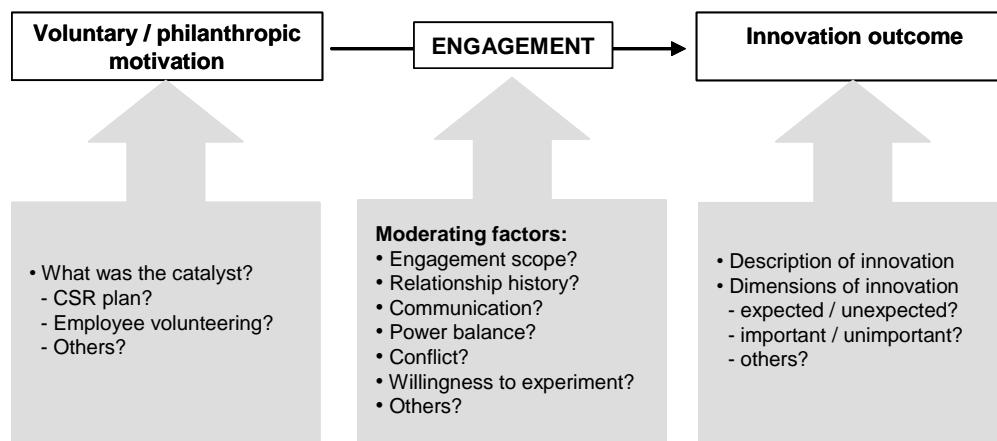 Voluntary / philanthropic
motivation
ENGAGEMENT
Innovation outcome
• What was the catalyst?
- CSR plan?
- Employee volunteering?
- Others?
Moderating factors:
• Engagement scope?
• Relationship history?
• Communication?
• Power balance?
• Conflict?
• Willingness to experiment?
• Others?
• Description of innovation
• Dimensions of innovation
- expected / unexpected?
- important / unimportant?
- others?